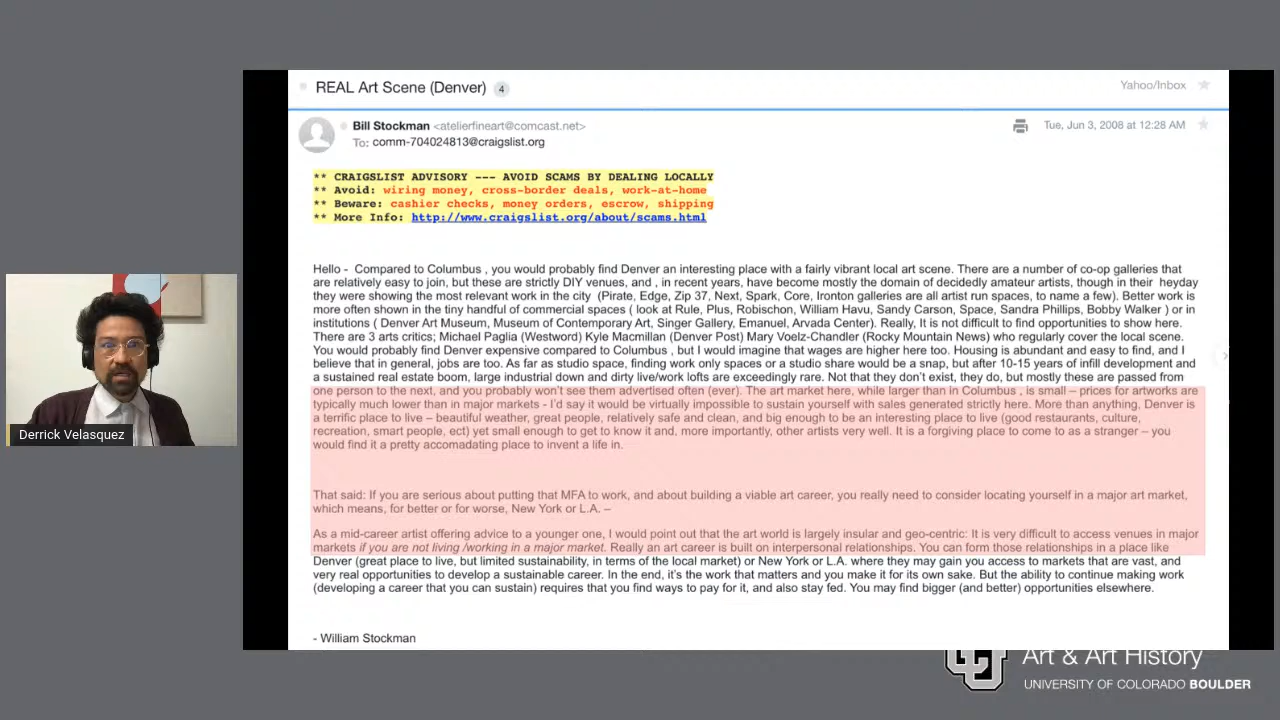 REAL Art Scene (Denver) 4
Yahoo/Inbox
Bill Stockman <atelierfineart@comcast.net>
Tue, Jun 3, 2008 at 12:28 AM
To: comm-704024813@craigslist.org
** CRAIGSLIST ADVISORY --- AVOID SCAMS BY DEALING LOCALLY
** Avoid: wiring money, cross-border deals, work-at-home
** Beware: cashier checks, money orders, escrow, shipping
** More Info: http://www.craigslist.org/about/scams.html
Hello - Compared to Columbus , you would probably find Denver an interesting place with a fairly vibrant local art scene. There are a number of co-op galleries that
are relatively easy to join, but these are strictly DIY venues, and , in recent years, have become mostly the domain of decidedly amateur artists, though in their heyday
they were showing the most relevant work in the city (Pirate, Edge, Zip 37, Next, Spark, Core, Ironton galleries are all artist run spaces, to name a few). Better work is
more often shown in the tiny handful of commercial spaces ( look at Rule, Plus, Robischon, William Havu, Sandy Carson, Space, Sandra Phillips, Bobby Walker ) or in
institutions ( Denver Art Museum, Museum of Contemporary Art, Singer Gallery, Emanuel, Arvada Center). Really, It is not difficult to find opportunities to show here.
There are 3 arts critics; Michael Paglia (Westword) Kyle Macmillan (Denver Post) Mary Voelz-Chandler (Rocky Mountain News) who regularly cover the local scene.
You would probably find Denver expensive compared to Columbus , but I would imagine that wages are higher here too. Housing is abundant and easy to find, and I
believe that in general, jobs are too. As far as studio space, finding work only spaces or a studio share would be a snap, but after 10-15 years of infill development and
a sustained real estate boom, large industrial down and dirty live/work lofts are exceedingly rare. Not that they don't exist, they do, but mostly these are passed from
one person to the next, and you probably won't see them advertised often (ever). The art market here, while larger than in Columbus , is small – prices for artworks are
typically much lower than in major markets - I'd say it would be virtually impossible to sustain yourself with sales generated strictly here. More than anything, Denver is
a terrific place to live – beautiful weather, great people, relatively safe and clean, and big enough to be an interesting place to live (good restaurants, culture,
recreation, smart people, ect) yet small enough to get to know it and, more importantly, other artists very well. It is a forgiving place to come to as a stranger – you
would find it a pretty accomadating place to invent a life in.
That said: If you are serious about putting that MFA to work, and about building a viable art career, you really need to consider locating yourself in a major art market,
which means, for better or for worse, New York or L.A. –
As a mid-career artist offering advice to a younger one, I would point out that the art world is largely insular and geo-centric: It is very difficult to access venues in major
markets if you are not living /working in a major market. Really an art career is built on interpersonal relationships. You can form those relationships in a place like
Denver (great place to live, but limited sustainability, in terms of the local market) or New York or L.A. where they may gain you access to markets that are vast, and
very real opportunities to develop a sustainable career. In the end, it's the work that matters and you make it for its own sake. But the ability to continue making work
(developing a career that you can sustain) requires that you find ways to pay for it, and also stay fed. You may find bigger (and better) opportunities elsewhere.
- William Stockman
Derrick Velasquez
CU
Art & Art History
UNIVERSITY OF COLORADO BOULDER